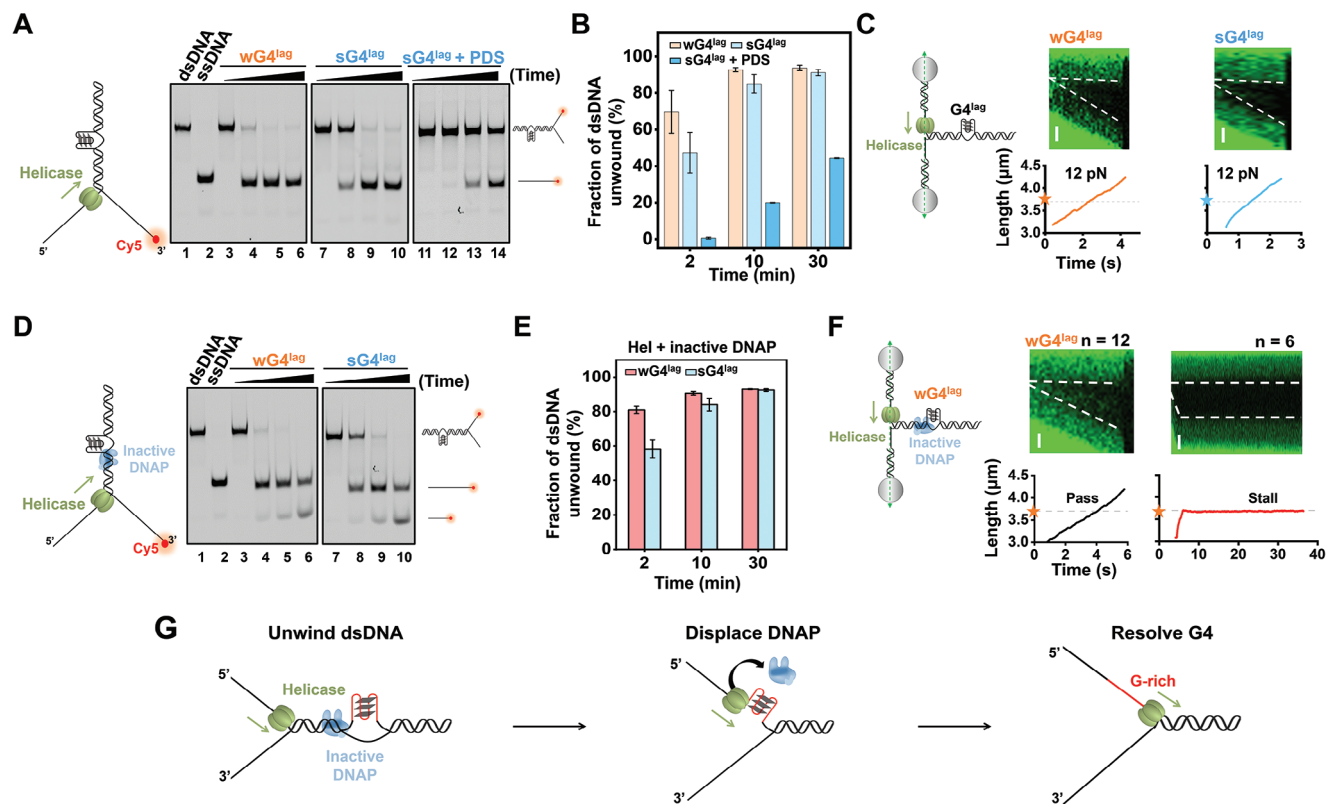 A
dsDNA
ssDNA
wG4lag
sG4lag
sG4lag + PDS
(Time)
Helicase
5'
Cy5
3'
1 2 3 4 5 6 7 8 9 10 11 12 13 14
B
wG4lag
sG4lag
sG4lag + PDS
Fraction of dsDNA
unwound (%)
100
80
60
40
20
0
2 10 30
Time (min)
C
Helicase
G4lag
wG4lag
sG4lag
12 pN
12 pN
Length (µm)
4.5
4.0
3.5
3.0
0 2 4
0 1 2 3
Time (s)
D
dsDNA
ssDNA
wG4lag
sG4lag
(Time)
Inactive
DNAP
Helicase
5'
3'
Cy5
1 2 3 4 5 6 7 8 9 10
E
Hel + inactive DNAP
wG4lag
sG4lag
Fraction of dsDNA
unwound (%)
100
80
60
40
20
0
2 10 30
Time (min)
F
wG4lag
Helicase
Inactive
DNAP
wG4lag n = 12
n = 6
Length (µm)
4.5
4.0
3.5
3.0
Pass
Stall
0 2 4 6
0 10 20 30 40
Time (s)
G
Unwind dsDNA
Displace DNAP
Resolve G4
5'
Helicase
Inactive
DNAP
3'
5'
3'
5'
G-rich
3'